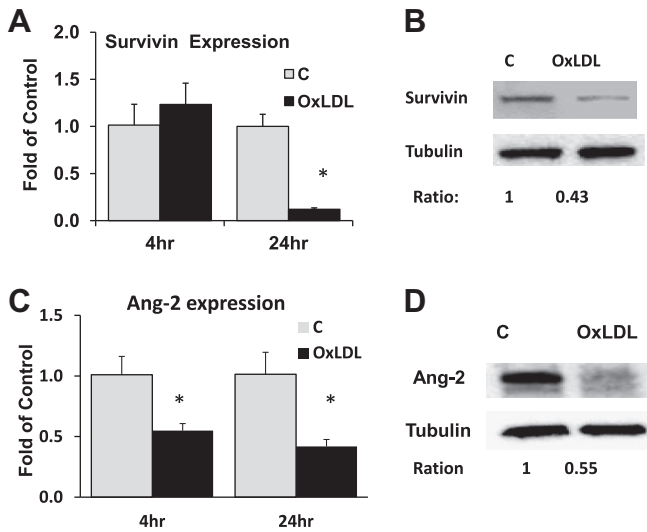 A
2.0
Survivin Expression
C
OxLDL
1.5
1.0
0.5
0.0
Fold of Control
*
4hr
24hr
B
C OxLDL
Survivin
Tubulin
Ratio: 1 0.43
C
1.5
Ang-2 expression
C
OxLDL
1.0
0.5
0.0
Fold of Control
*
*
4hr
24hr
D
C OxLDL
Ang-2
Tubulin
Ration 1 0.55